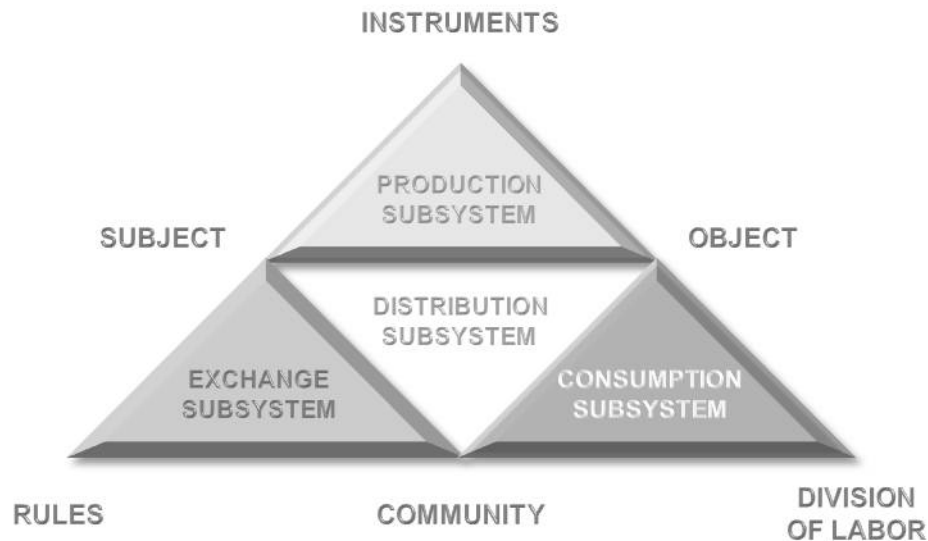 INSTRUMENTS
PRODUCTION
SUBSYSTEM
SUBJECT
OBJECT
DISTRIBUTION
SUBSYSTEM
EXCHANGE
SUBSYSTEM
CONSUMPTION
SUBSYSTEM
RULES
COMMUNITY
DIVISION
OF LABOR